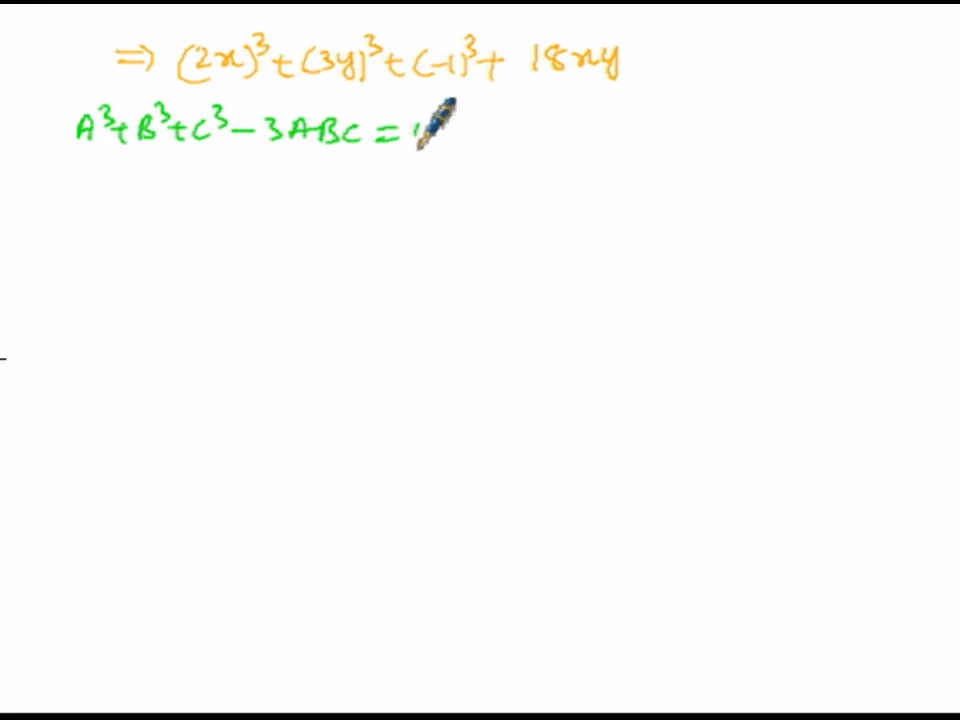 ⇒ (2x)³ + (3y)³ + (-1)³ + 18xy
A³ + B³ + C³ - 3ABC =